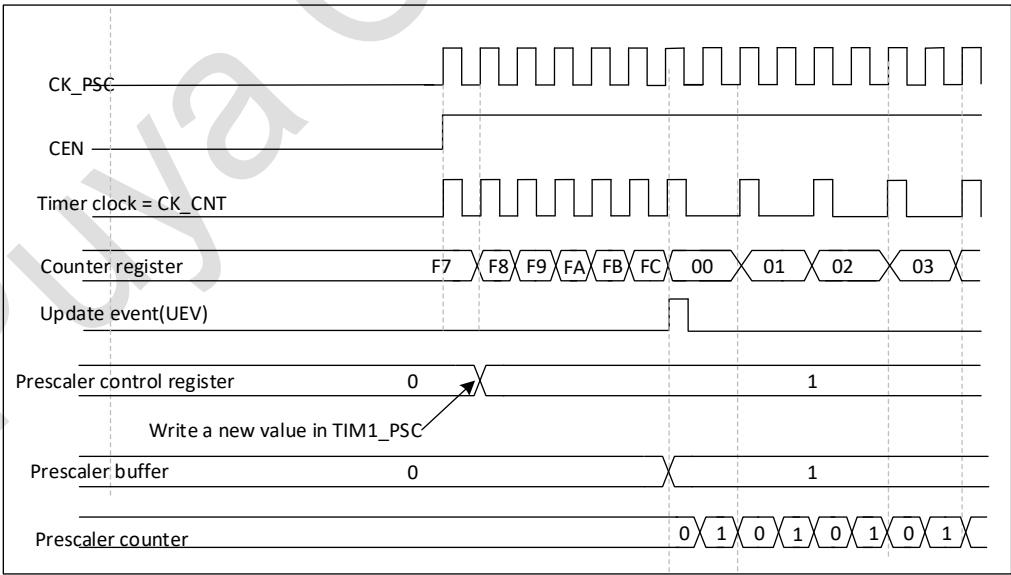 CK_PSC
CEN
Timer clock = CK_CNT
Counter register F7 F8 F9 FA FB FC 00 01 02 03
Update event(UEV)
Prescaler control register 0 1
Write a new value in TIM1_PSC
Prescaler buffer 0 1
Prescaler counter 0 1 0 1 0 1 0 1
Puya